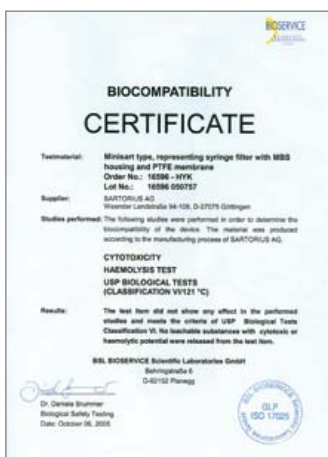 BIOSERVICE
BIOCOMPATIBILITY
CERTIFICATE
Testmaterial: Minisart type, representing syringe filter with MBS
housing and PTFE membrane
Order No.: 16596 - HYK
Lot No.: 16596 050757
Supplier: SARTORIUS AG
Weender Landstraße 94-108, D-37075 Göttingen
Studies performed: The following studies were performed in order to determine the
biocompatibility of the device. The material was produced
according to the manufacturing process of SARTORIUS AG.
CYTOTOXICITY
HAEMOLYSIS TEST
USP BIOLOGICAL TESTS
(CLASSIFICATION VI/121 °C)
Results: The test item did not show any effect in the performed
studies and meets the criteria of USP Biological Tests
Classification VI. No leachable substances with cytotoxic or
haemolytic potential were released from the test item.
BSL BIOSERVICE Scientific Laboratories GmbH
Behringstraße 6
D-82152 Planegg
Dr. Daniela Brummer
Biological Safety Testing
Date: October 06, 2005
GLP
ISO 17025